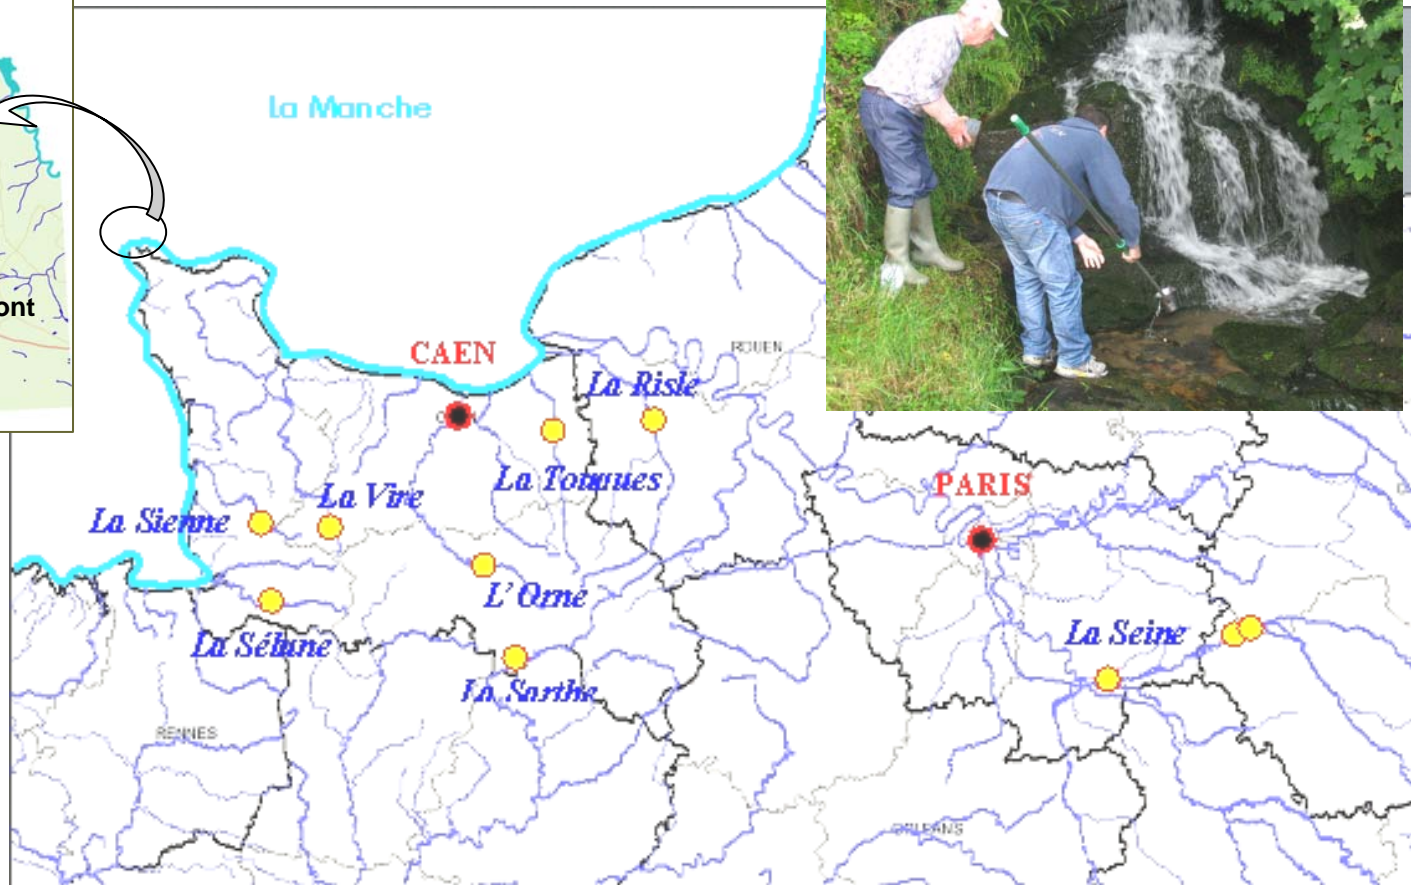 La Manche
ont
CAEN
ROUEN
La Risle
La Touques
La Vire
PARIS
La Sienne
L'Orne
La Sélune
La Seine
La Sarthe
RENNES
ORLEANS